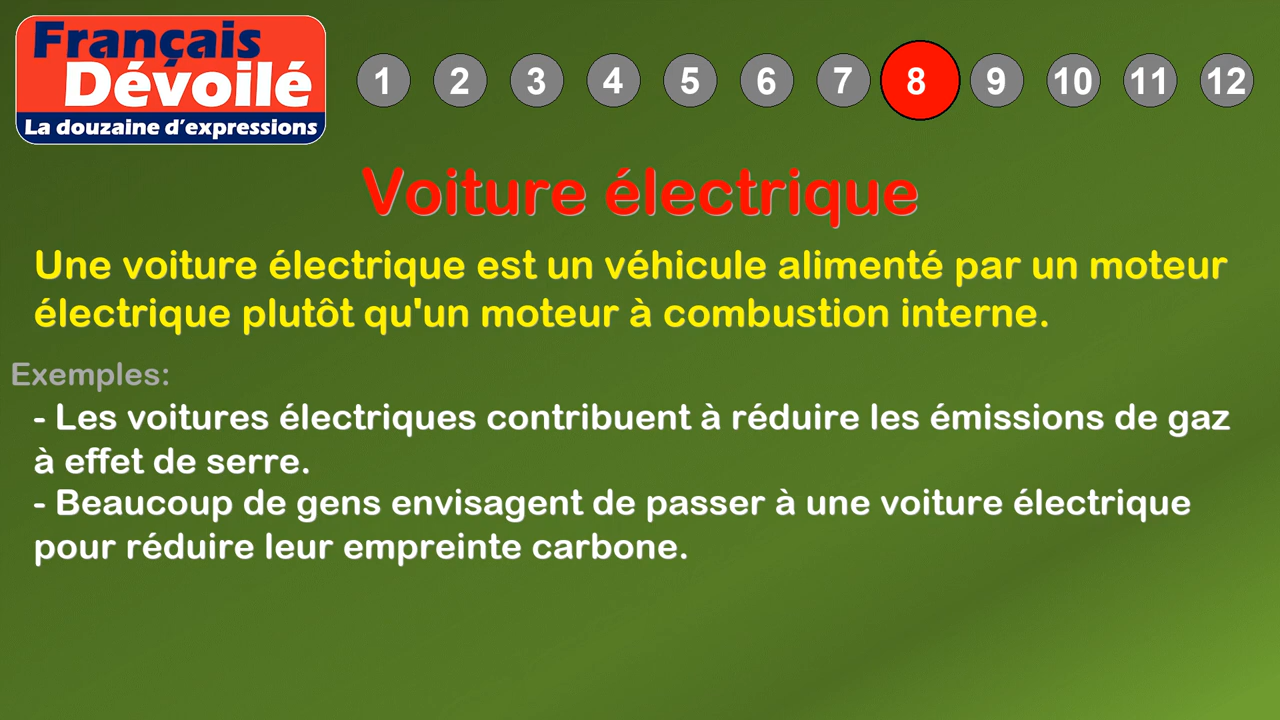 Français
Dévoilé
La douzaine d'expressions
1 2 3 4 5 6 7 8 9 10 11 12
Voiture électrique
Une voiture électrique est un véhicule alimenté par un moteur
électrique plutôt qu'un moteur à combustion interne.
Exemples:
- Les voitures électriques contribuent à réduire les émissions de gaz
à effet de serre.
- Beaucoup de gens envisagent de passer à une voiture électrique
pour réduire leur empreinte carbone.